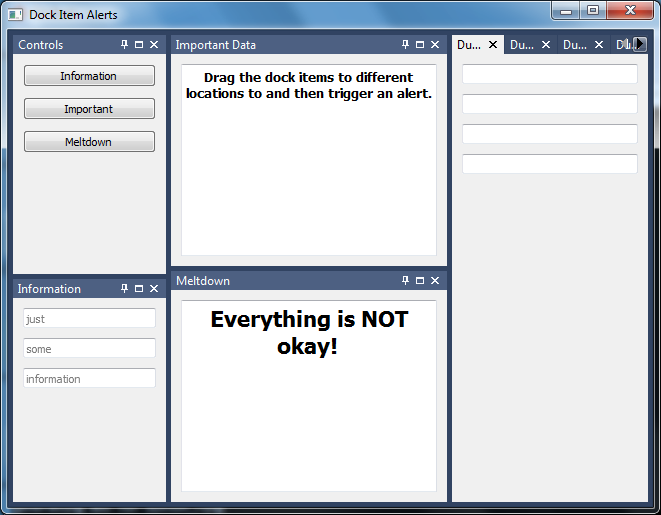 Dock Item Alerts
Controls
Information
Important
Meltdown
Information
just
some
information
Important Data
Drag the dock items to different
locations to and then trigger an alert.
Meltdown
Everything is NOT
okay!
Du...
Du...
Du...